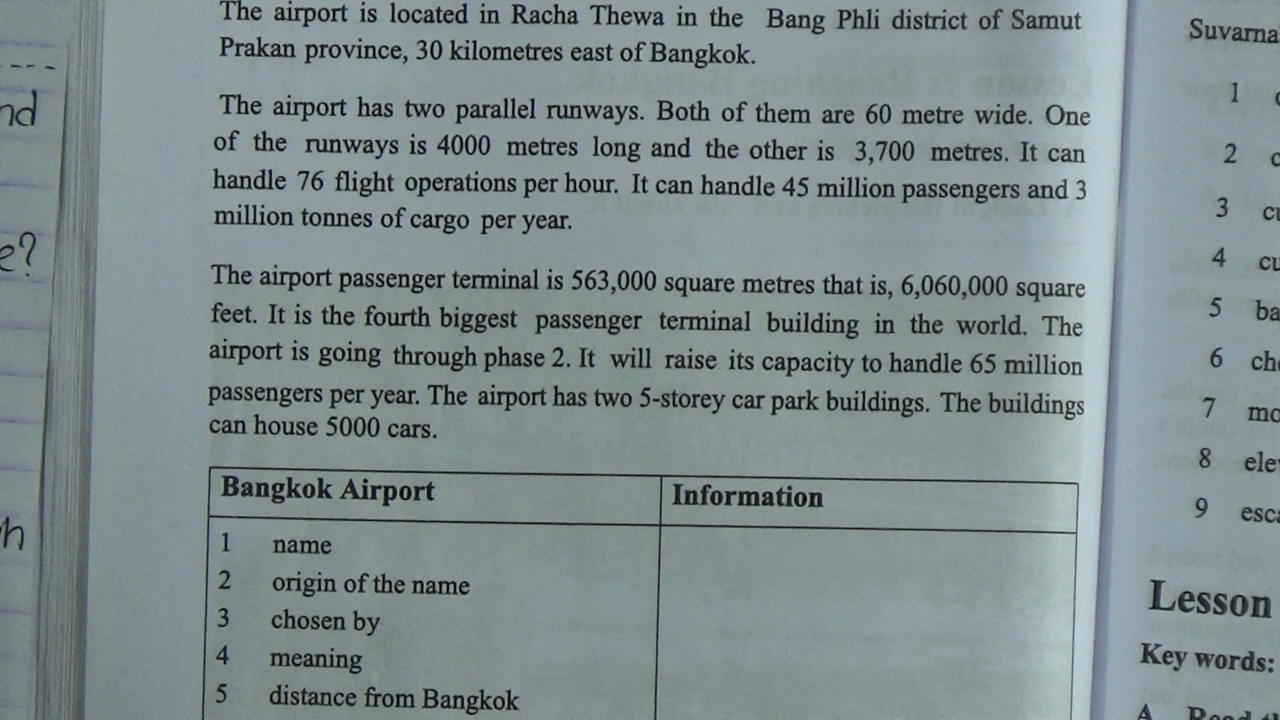 The airport is located in Racha Thewa in the Bang Phli district of Samut
Prakan province, 30 kilometres east of Bangkok.
The airport has two parallel runways. Both of them are 60 metre wide. One
of the runways is 4000 metres long and the other is 3,700 metres. It can
handle 76 flight operations per hour. It can handle 45 million passengers and 3
million tonnes of cargo per year.
The airport passenger terminal is 563,000 square metres that is, 6,060,000 square
feet. It is the fourth biggest passenger terminal building in the world. The
airport is going through phase 2. It will raise its capacity to handle 65 million
passengers per year. The airport has two 5-storey car park buildings. The buildings
can house 5000 cars.
Bangkok Airport Information
1 name
2 origin of the name
3 chosen by
4 meaning
5 distance from Bangkok
Suvarna
1
2
3 cu
4 cu
5 ba
6 che
7 mo
8 ele
9 esca
Lesson
Key words:
A Read th
nd
e?